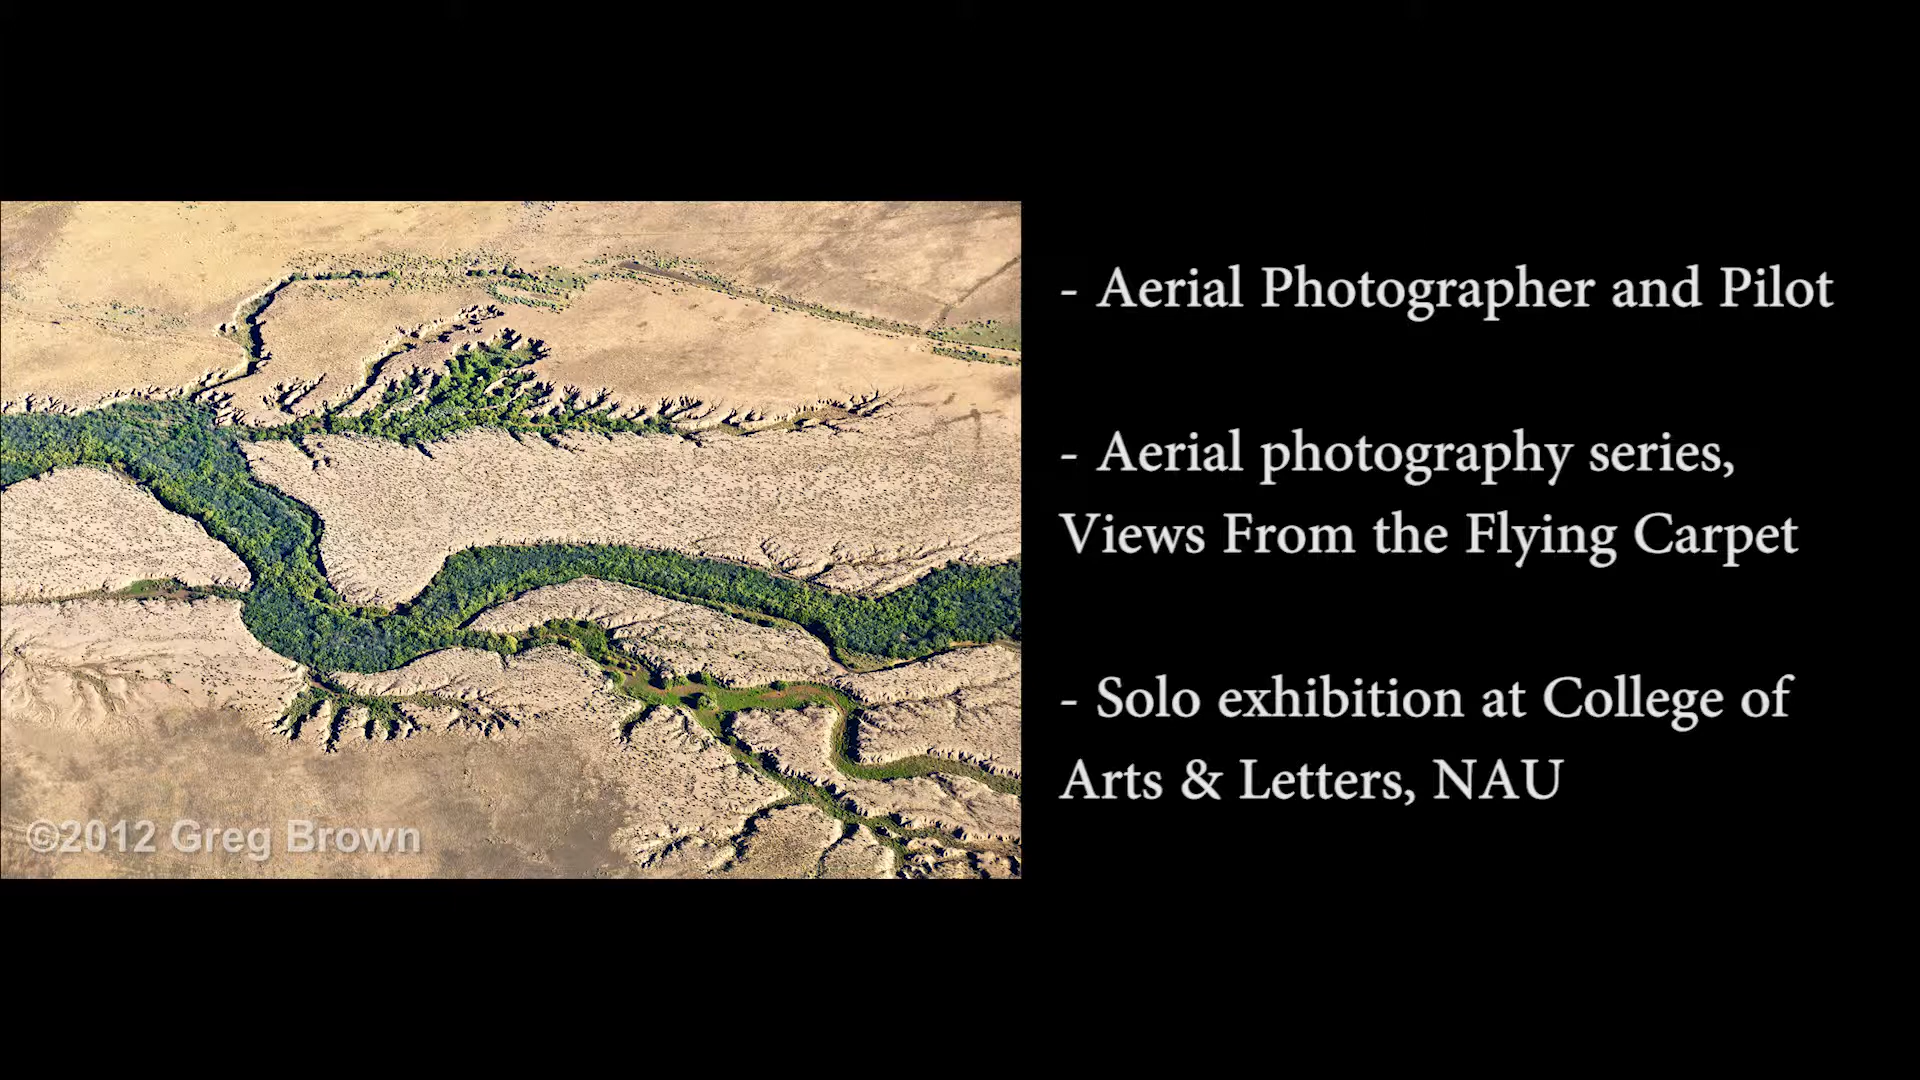 - Aerial Photographer and Pilot
- Aerial photography series,
Views From the Flying Carpet
- Solo exhibition at College of
Arts & Letters, NAU
©2012 Greg Brown